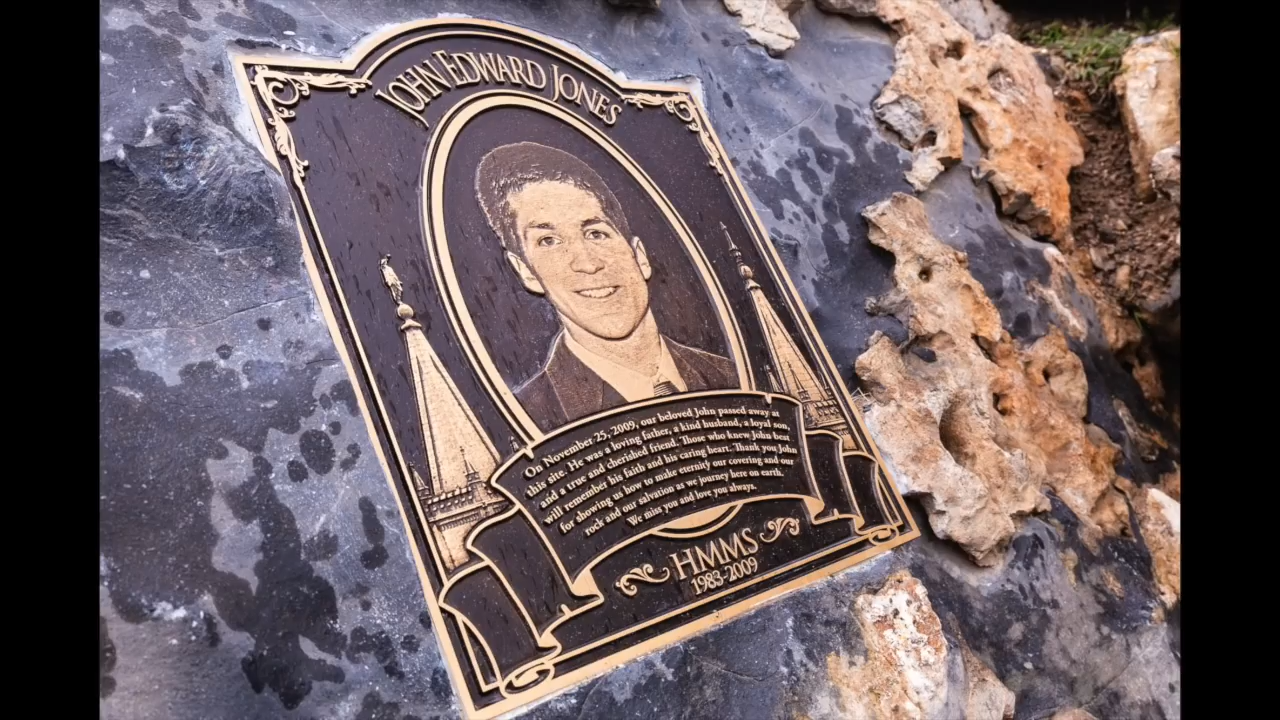 JOHN EDWARD JONES
On November 25, 2009, our beloved John passed away at
this site. He was a loving father, a kind husband, a loyal son,
and a true and cherished friend. Those who knew John best
will remember his faith and his caring heart. Thank you John
for showing us how to make eternity our covering and our
rock and our salvation as we journey here on earth.
We miss you and love you always.
HMMS
1983-2009